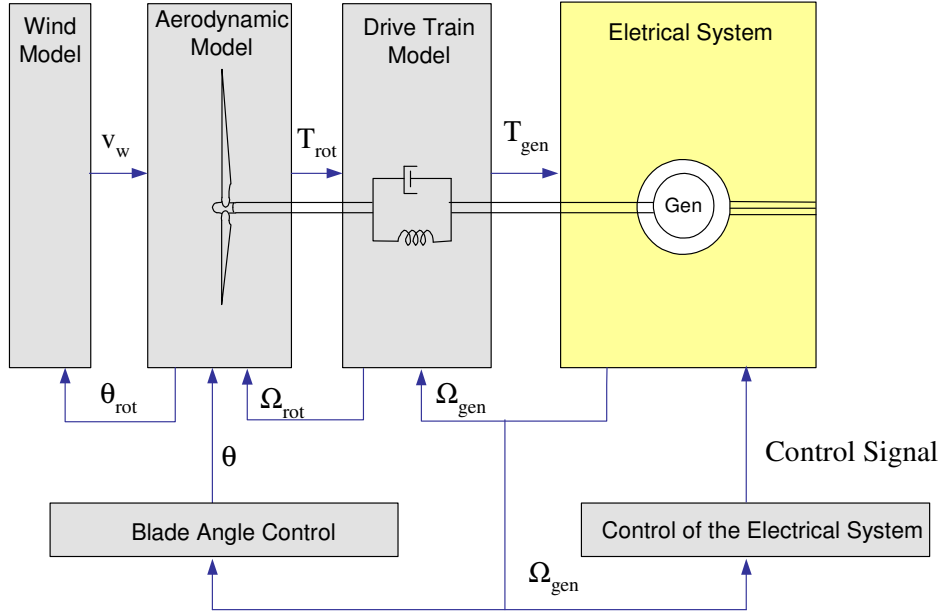 Wind
Model
Aerodynamic
Model
Drive Train
Model
Eletrical System
v_w
T_rot
T_gen
Gen
θ_rot
Ω_rot
Ω_gen
θ
Control Signal
Blade Angle Control
Control of the Electrical System
Ω_gen